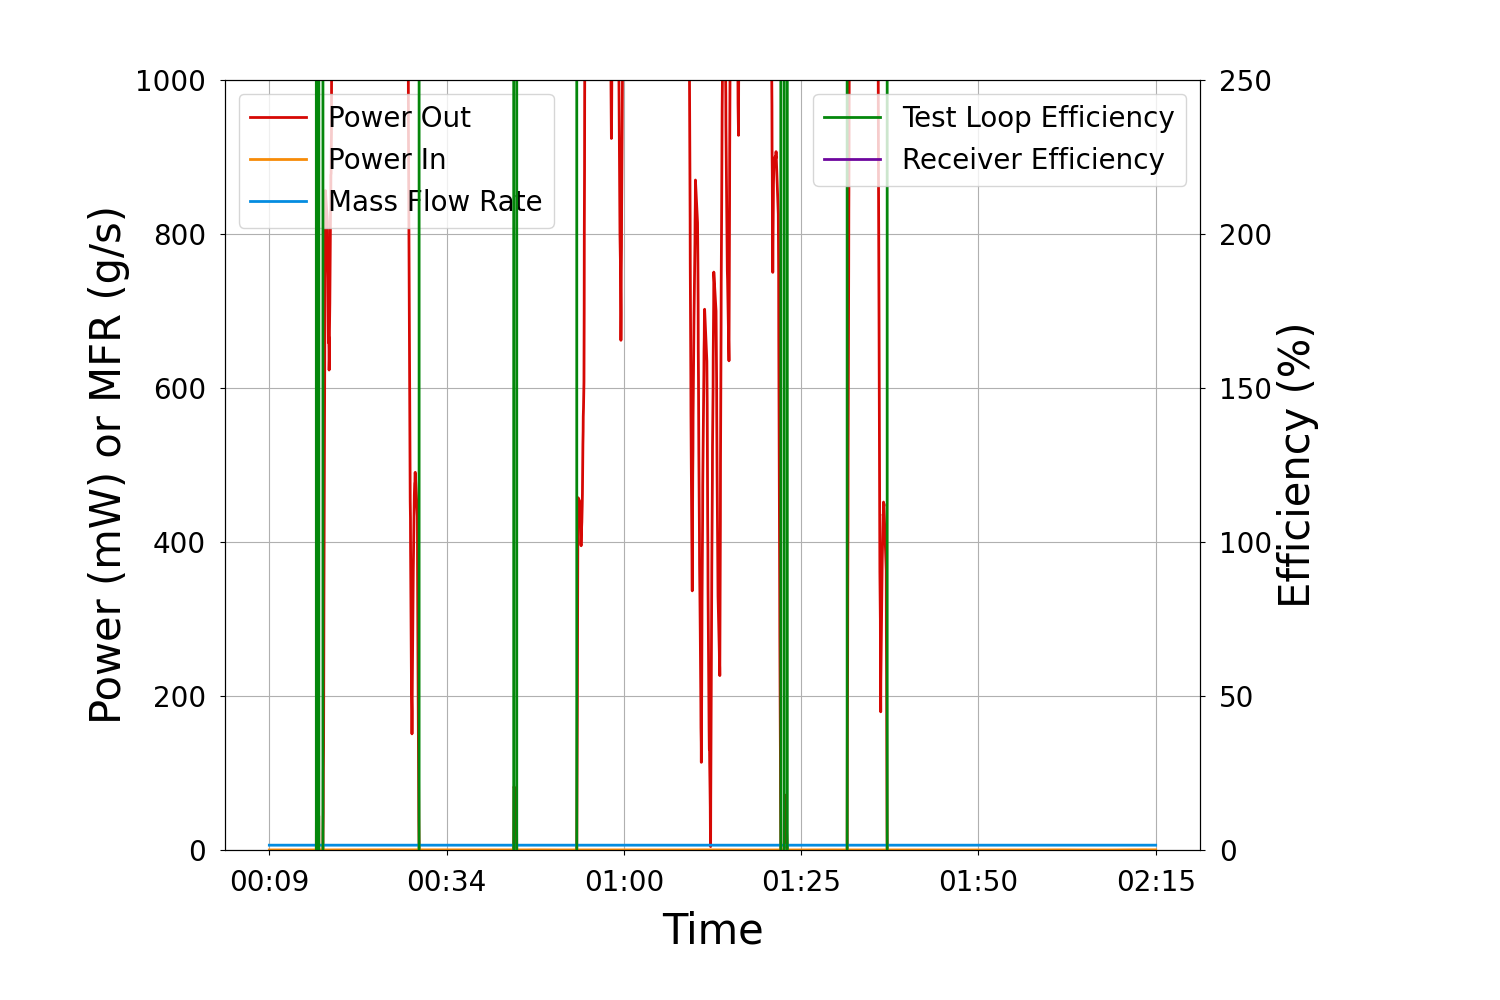 1000
800
600
400
200
0
Power (mW) or MFR (g/s)
Power Out
Power In
Mass Flow Rate
Test Loop Efficiency
Receiver Efficiency
250
200
150
100
50
0
Efficiency (%)
00:09 00:34 01:00 01:25 01:50 02:15
Time